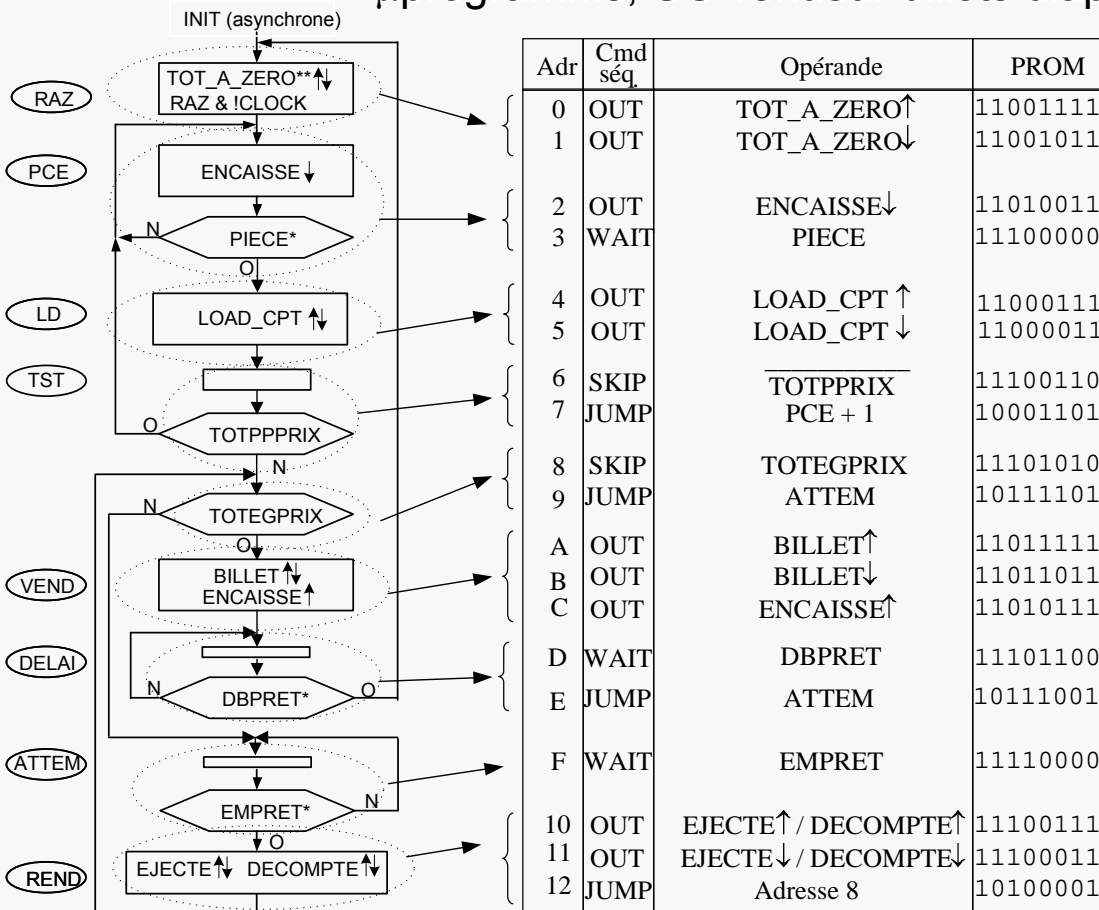 INIT (asynchrone)
RAZ
TOT_A_ZERO**↑↓
RAZ & !CLOCK
PCE
ENCAISSE↓
N
PIECE*
O
LD
LOAD_CPT ↑↓
TST
O
TOTPPPRIX
N
N
TOTEGPRIX
O
VEND
BILLET↑↓
ENCAISSE↑
DELAI
N
DBPRET*
O
ATTEM
EMPRET*
N
O
REND
EJECTE↑↓ DECOMPTE↑↓
Adr Cmd séq. Opérande PROM
0 OUT TOT_A_ZERO↑ 11001111
1 OUT TOT_A_ZERO↓ 11001011
2 OUT ENCAISSE↓ 11010011
3 WAIT PIECE 11100000
4 OUT LOAD_CPT ↑ 11000111
5 OUT LOAD_CPT ↓ 11000011
6 SKIP TOTPPRIX 11100110
7 JUMP PCE + 1 10001101
8 SKIP TOTEGPRIX 11101010
9 JUMP ATTEM 10111101
A OUT BILLET↑ 11011111
B OUT BILLET↓ 11011011
C OUT ENCAISSE↑ 11010111
D WAIT DBPRET 11101100
E JUMP ATTEM 10111001
F WAIT EMPRET 11110000
10 OUT EJECTE↑ / DECOMPTE↑ 11100111
11 OUT EJECTE↓ / DECOMPTE↓ 11100011
12 JUMP Adresse 8 10100001